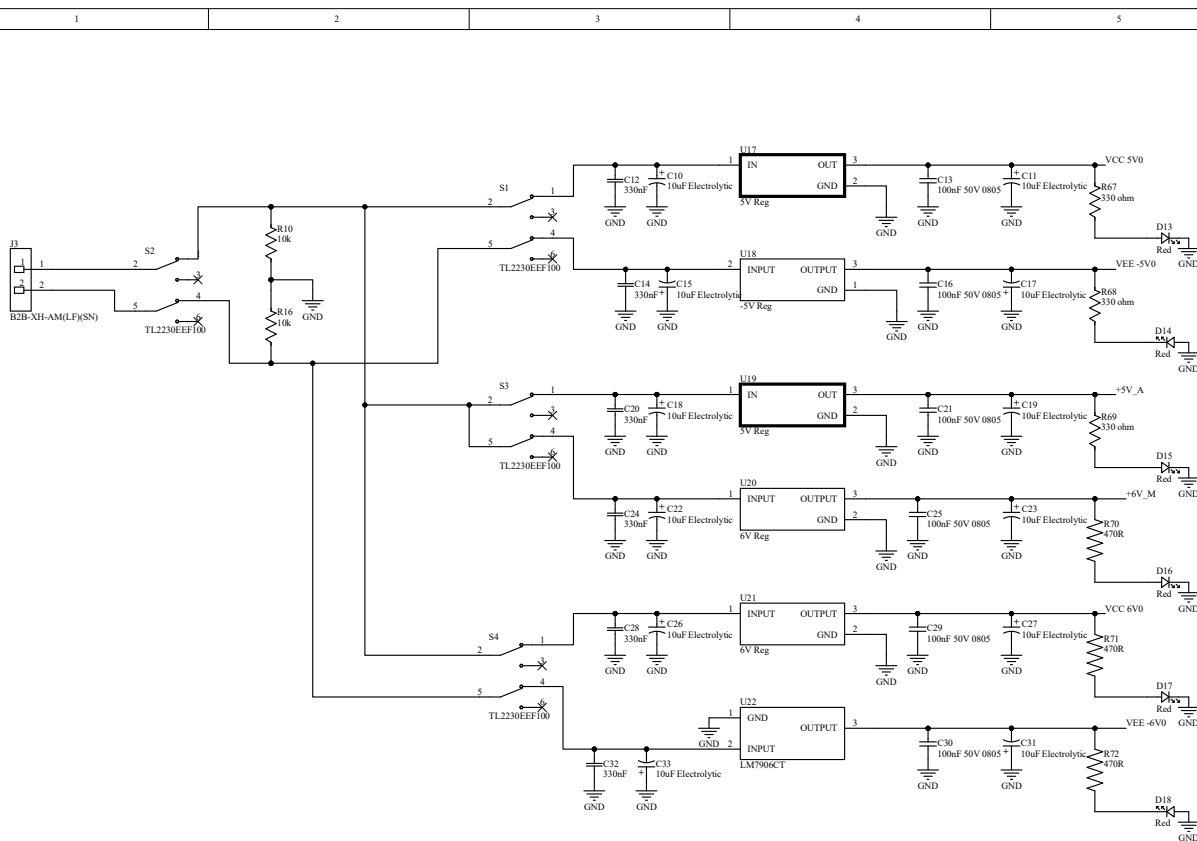 1 2 3 4 5
U17
1 IN OUT 3
GND 2
5V Reg
VCC 5V0
C12
330nF
C10
10uF Electrolytic
C13
100nF 50V 0805
C11
10uF Electrolytic
R67
330 ohm
GND GND GND GND GND
D13
Red
GND
S1
2 1
3
5 4
6
TL2230EEF100
J3
1 1
2 2
B2B-XH-AM(LF)(SN)
S2
2
3
5 4
6
TL2230EEF100
R10
10k
R16
10k
GND
U18
2 INPUT OUTPUT 3
GND 1
-5V Reg
VEE -5V0
C14
330nF
C15
10uF Electrolytic
C16
100nF 50V 0805
C17
10uF Electrolytic
R68
330 ohm
GND GND GND GND GND
D14
Red
GND
S3
2 1
3
5 4
6
TL2230EEF100
U19
1 IN OUT 3
GND 2
5V Reg
+5V_A
C20
330nF
C18
10uF Electrolytic
C21
100nF 50V 0805
C19
10uF Electrolytic
R69
330 ohm
GND GND GND GND GND
D15
Red
GND
U20
1 INPUT OUTPUT 3
GND 2
6V Reg
+6V_M
C24
330nF
C22
10uF Electrolytic
C25
100nF 50V 0805
C23
10uF Electrolytic
R70
470R
GND GND GND GND GND
D16
Red
GND
S4
2 1
3
5 4
6
TL2230EEF100
U21
1 INPUT OUTPUT 3
GND 2
6V Reg
VCC 6V0
C28
330nF
C26
10uF Electrolytic
C29
100nF 50V 0805
C27
10uF Electrolytic
R71
470R
GND GND GND GND GND
D17
Red
GND
U22
1 GND
OUTPUT 3
GND 2 INPUT
LM7906CT
VEE -6V0
C32
330nF
C33
10uF Electrolytic
C30
100nF 50V 0805
C31
10uF Electrolytic
R72
470R
GND GND GND GND
D18
Red
GND